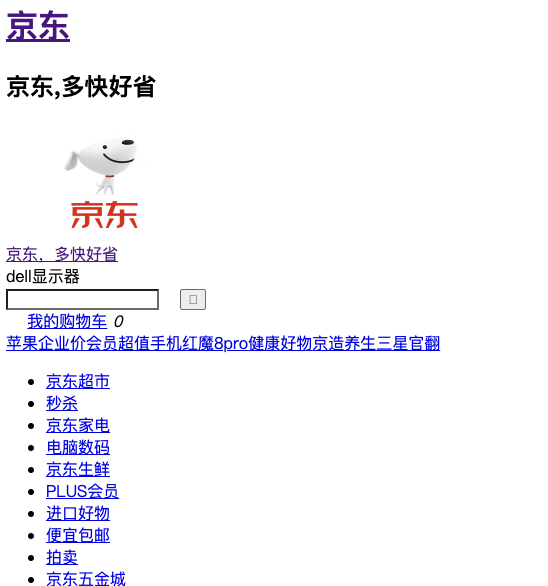 京东
京东,多快好省
京东
京东，多快好省
dell显示器
我的购物车 0
苹果企业价会员超值手机红魔8pro健康好物京造养生三星官翻
京东超市
秒杀
京东家电
电脑数码
京东生鲜
PLUS会员
进口好物
便宜包邮
拍卖
京东五金城